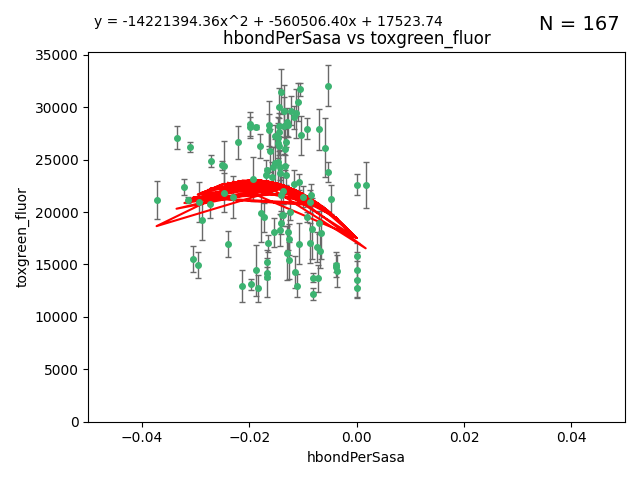 y = -14221394.36x^2 + -560506.40x + 17523.74
N = 167
hbondPerSasa vs toxgreen_fluor
35000
30000
25000
20000
15000
10000
5000
0
toxgreen_fluor
−0.04
−0.02
0.00
0.02
0.04
hbondPerSasa